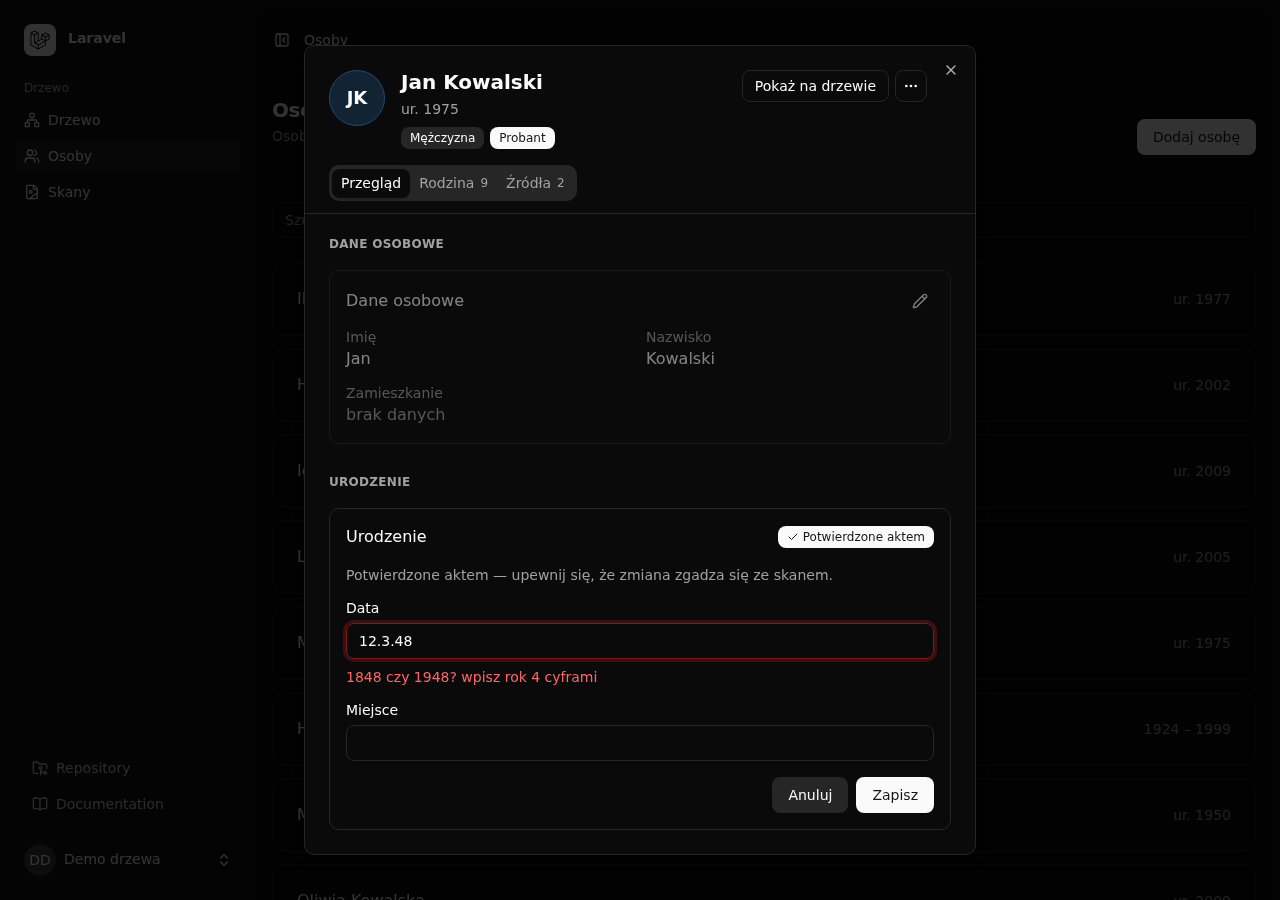 Laravel
Osoby
Drzewo
Drzewo
Osoby
Skany
Repository
Documentation
DD Demo drzewa
Dodaj osobę
ur. 1977
ur. 2002
ur. 2009
ur. 2005
ur. 1975
1924 – 1999
ur. 1950
JK
Jan Kowalski
ur. 1975
Mężczyzna Probant
Pokaż na drzewie
Przegląd Rodzina 9 Źródła 2
DANE OSOBOWE
Dane osobowe
Imię Nazwisko
Jan Kowalski
Zamieszkanie
brak danych
URODZENIE
Urodzenie Potwierdzone aktem
Potwierdzone aktem — upewnij się, że zmiana zgadza się ze skanem.
Data
12.3.48
1848 czy 1948? wpisz rok 4 cyframi
Miejsce
Anuluj Zapisz